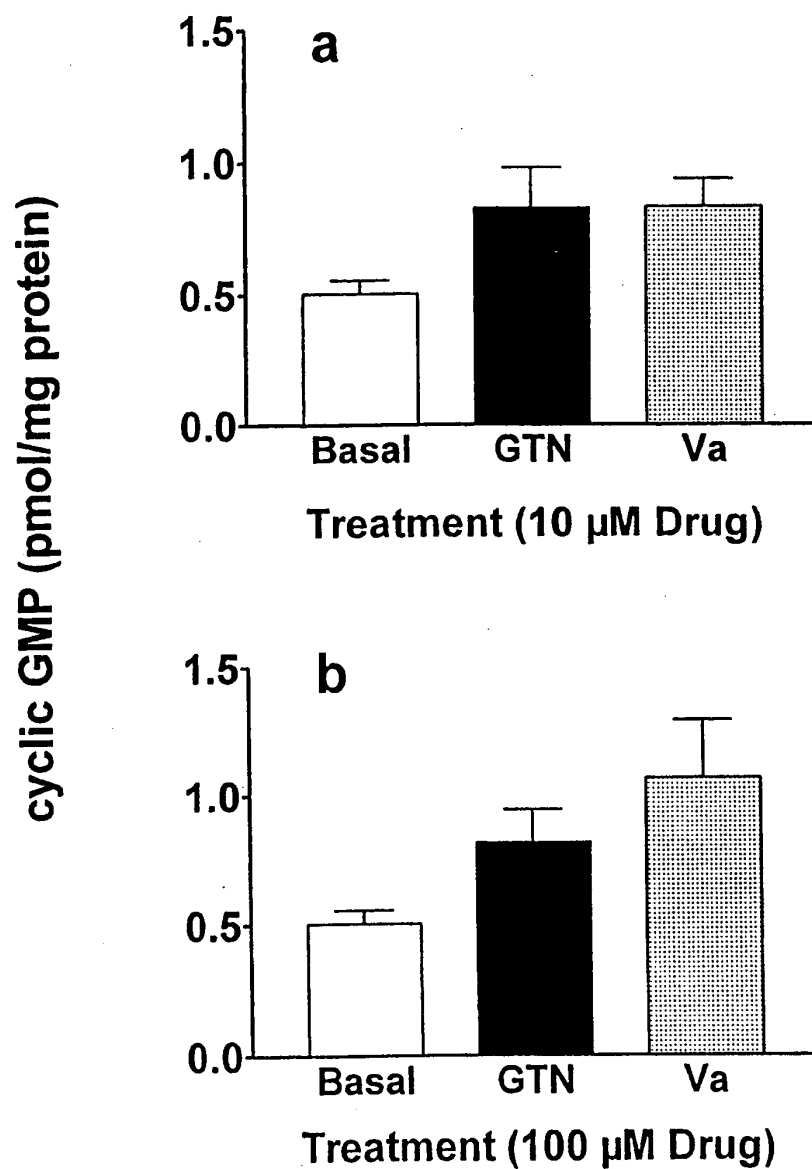 cyclic GMP (pmol/mg protein)
a
1.5
1.0
0.5
0.0
Basal GTN Va
Treatment (10 µM Drug)
b
1.5
1.0
0.5
0.0
Basal GTN Va
Treatment (100 µM Drug)